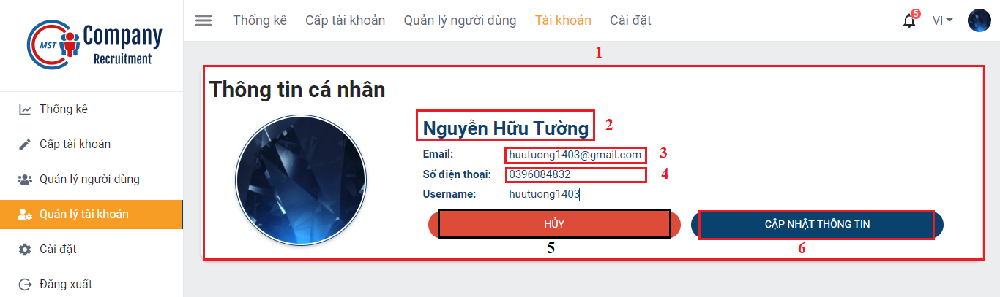 MST Company
Recruitment
Thống kê Cấp tài khoản Quản lý người dùng Tài khoản Cài đặt 5 VI
Thống kê
Cấp tài khoản
Quản lý người dùng
Quản lý tài khoản
Cài đặt
Đăng xuất
1
Thông tin cá nhân
Nguyễn Hữu Tường 2
Email: huutuong1403@gmail.com 3
Số điện thoại: 0396084832 4
Username: huutuong1403
HỦY CẬP NHẬT THÔNG TIN
5 6